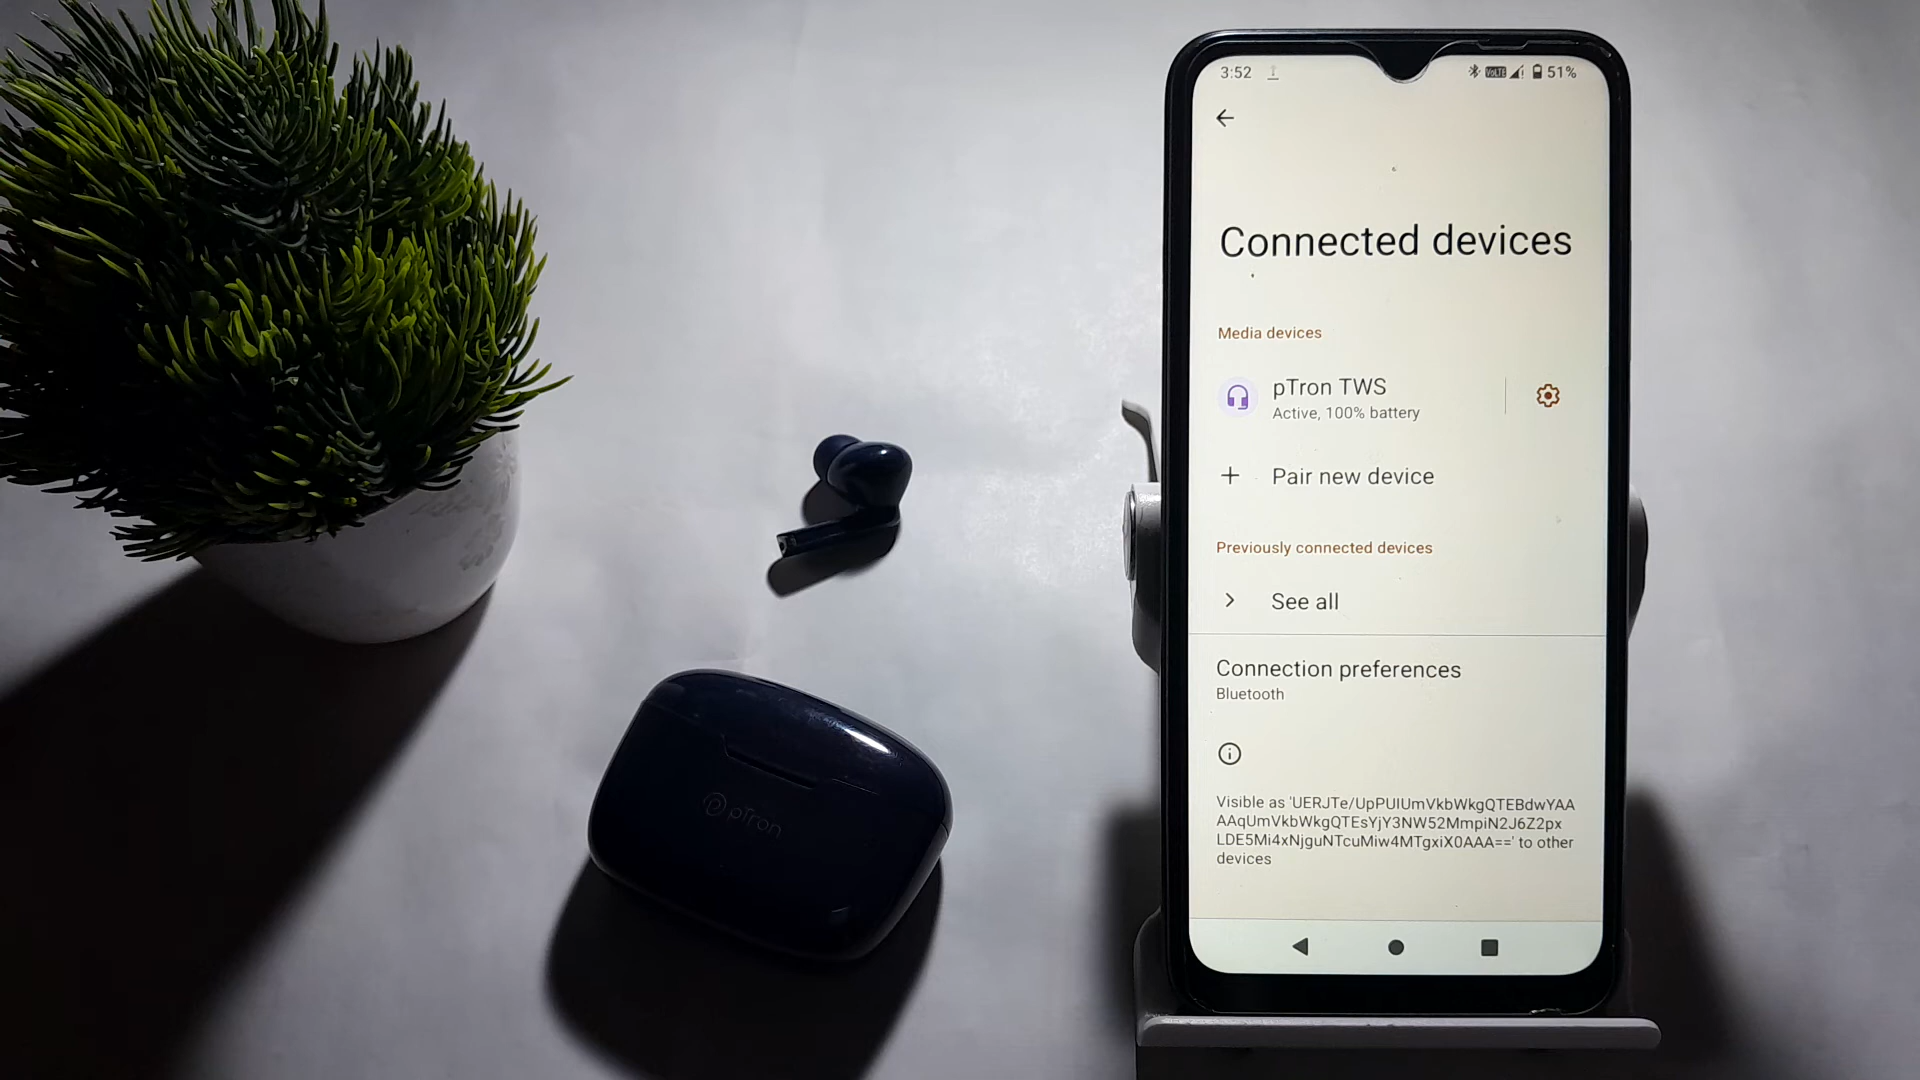 3:52
VoLTE
51%
Connected devices
Media devices
pTron TWS
Active, 100% battery
Pair new device
Previously connected devices
See all
Connection preferences
Bluetooth
Visible as 'UERJTe/UpPUIUmVkbWkgQTEBdwYAA
AAqUmVkbWkgQTEsYjY3NW52MmpiN2J6Z2px
LDE5Mi4xNjguNTcuMiw4MTgxiX0AAA==' to other
devices
pTron